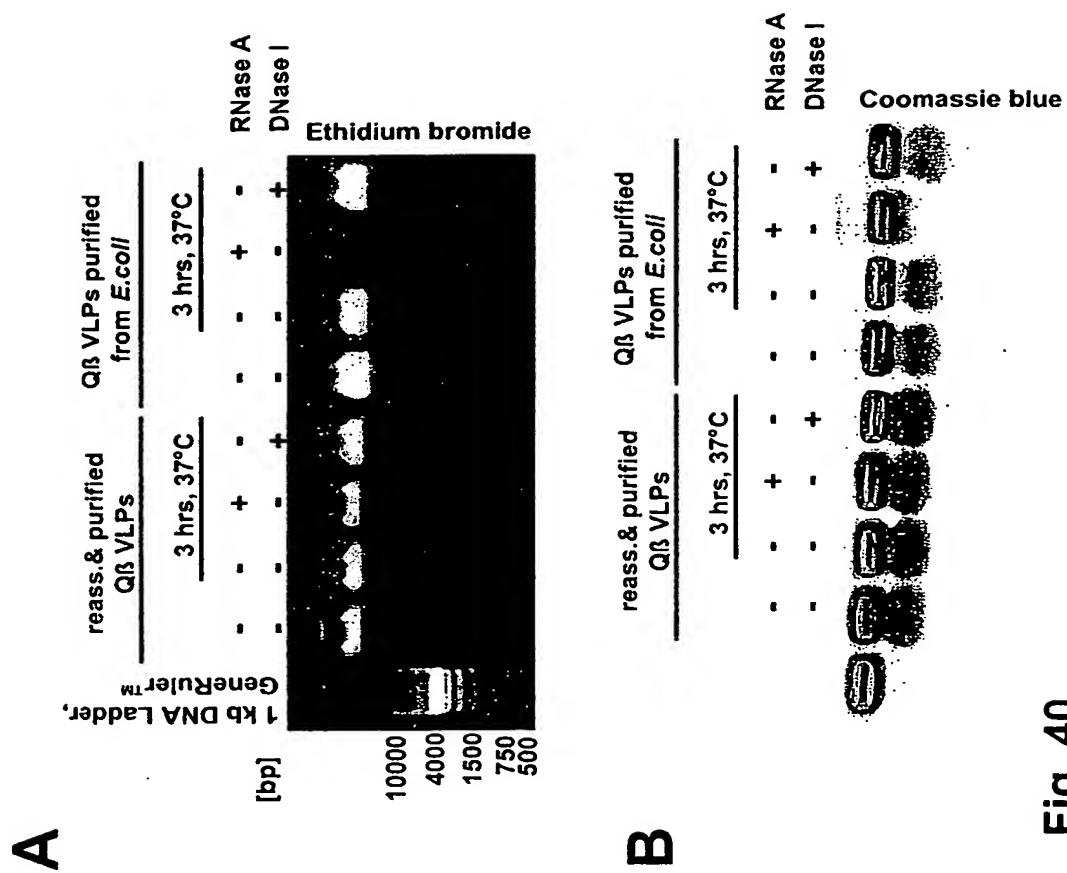 A
[bp]
10000
4000
1500
750
500
1 kb DNA Ladder,
GeneRuler™
reass.& purified
Qß VLPs
Qß VLPs purified
from E.coli
3 hrs, 37°C
3 hrs, 37°C
- - + - - - + - RNase A
- - - + - - - + DNase I
Ethidium bromide
B
reass.& purified
Qß VLPs
Qß VLPs purified
from E.coli
3 hrs, 37°C
3 hrs, 37°C
- - + - - - + - RNase A
- - - + - - - + DNase I
Coomassie blue
Fig. 40